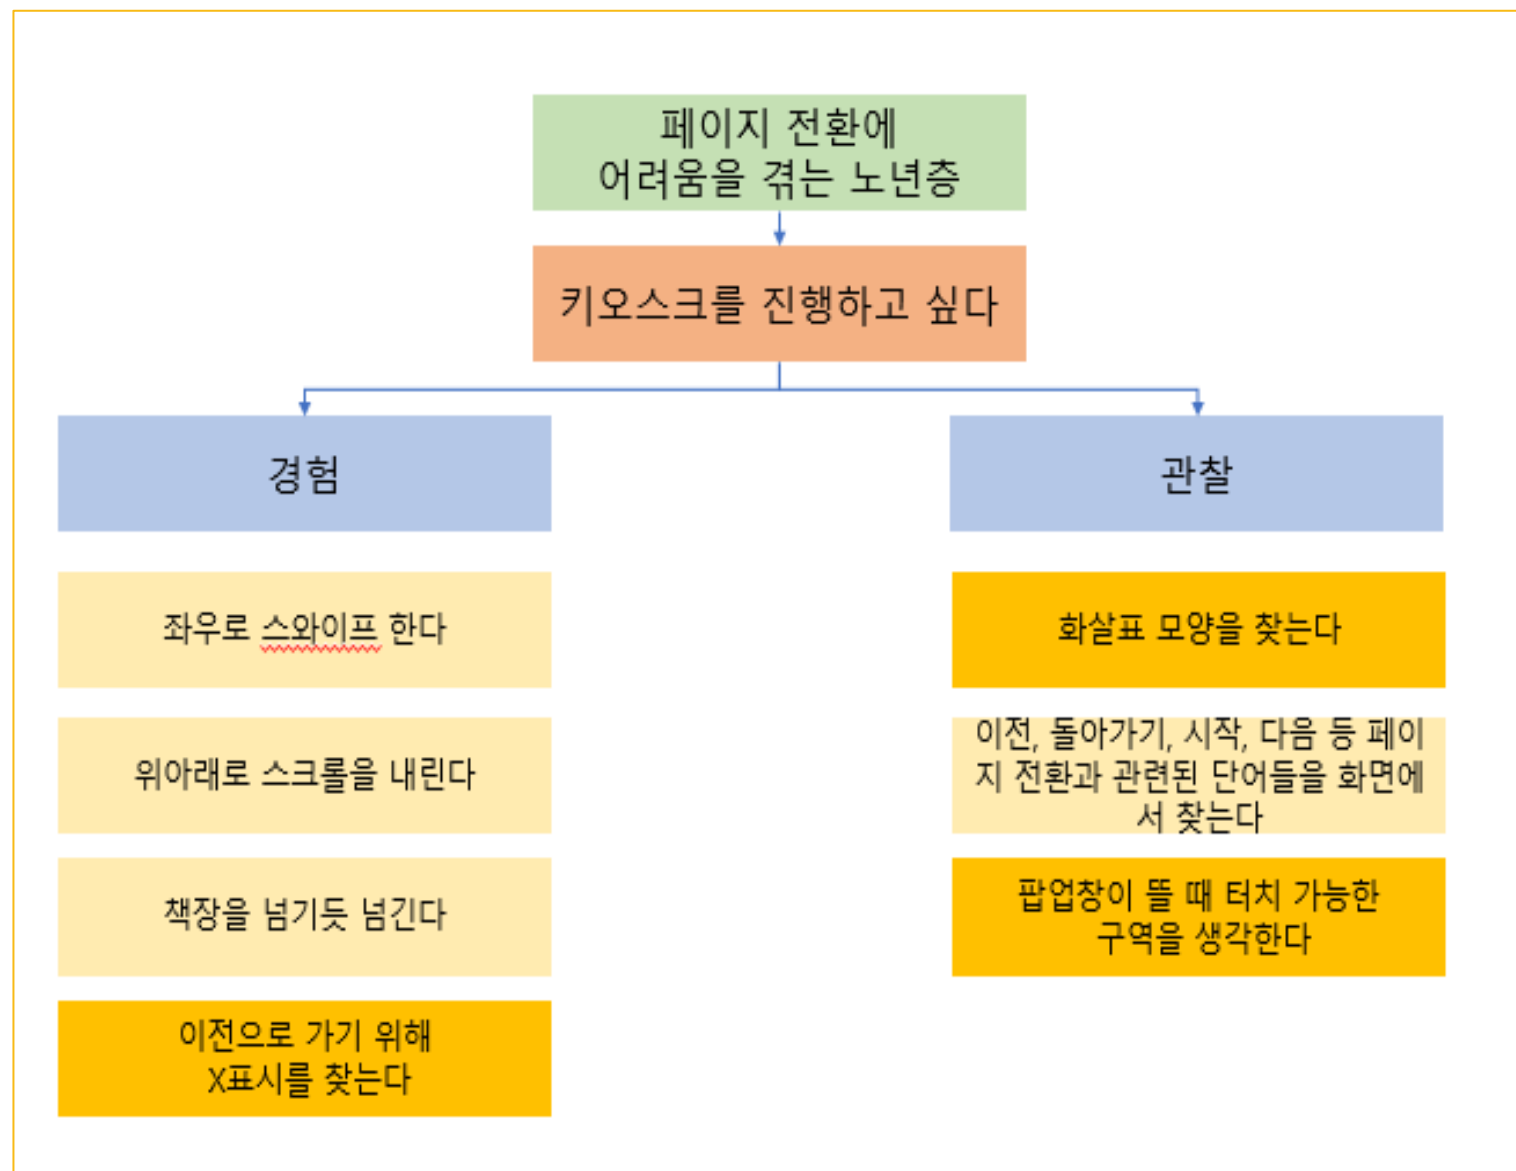 페이지 전환에
어려움을 겪는 노년층
키오스크를 진행하고 싶다
경험
관찰
좌우로 스와이프 한다
위아래로 스크롤을 내린다
책장을 넘기듯 넘긴다
이전으로 가기 위해
X표시를 찾는다
화살표 모양을 찾는다
이전, 돌아가기, 시작, 다음 등 페이
지 전환과 관련된 단어들을 화면에
서 찾는다
팝업창이 뜰 때 터치 가능한
구역을 생각한다